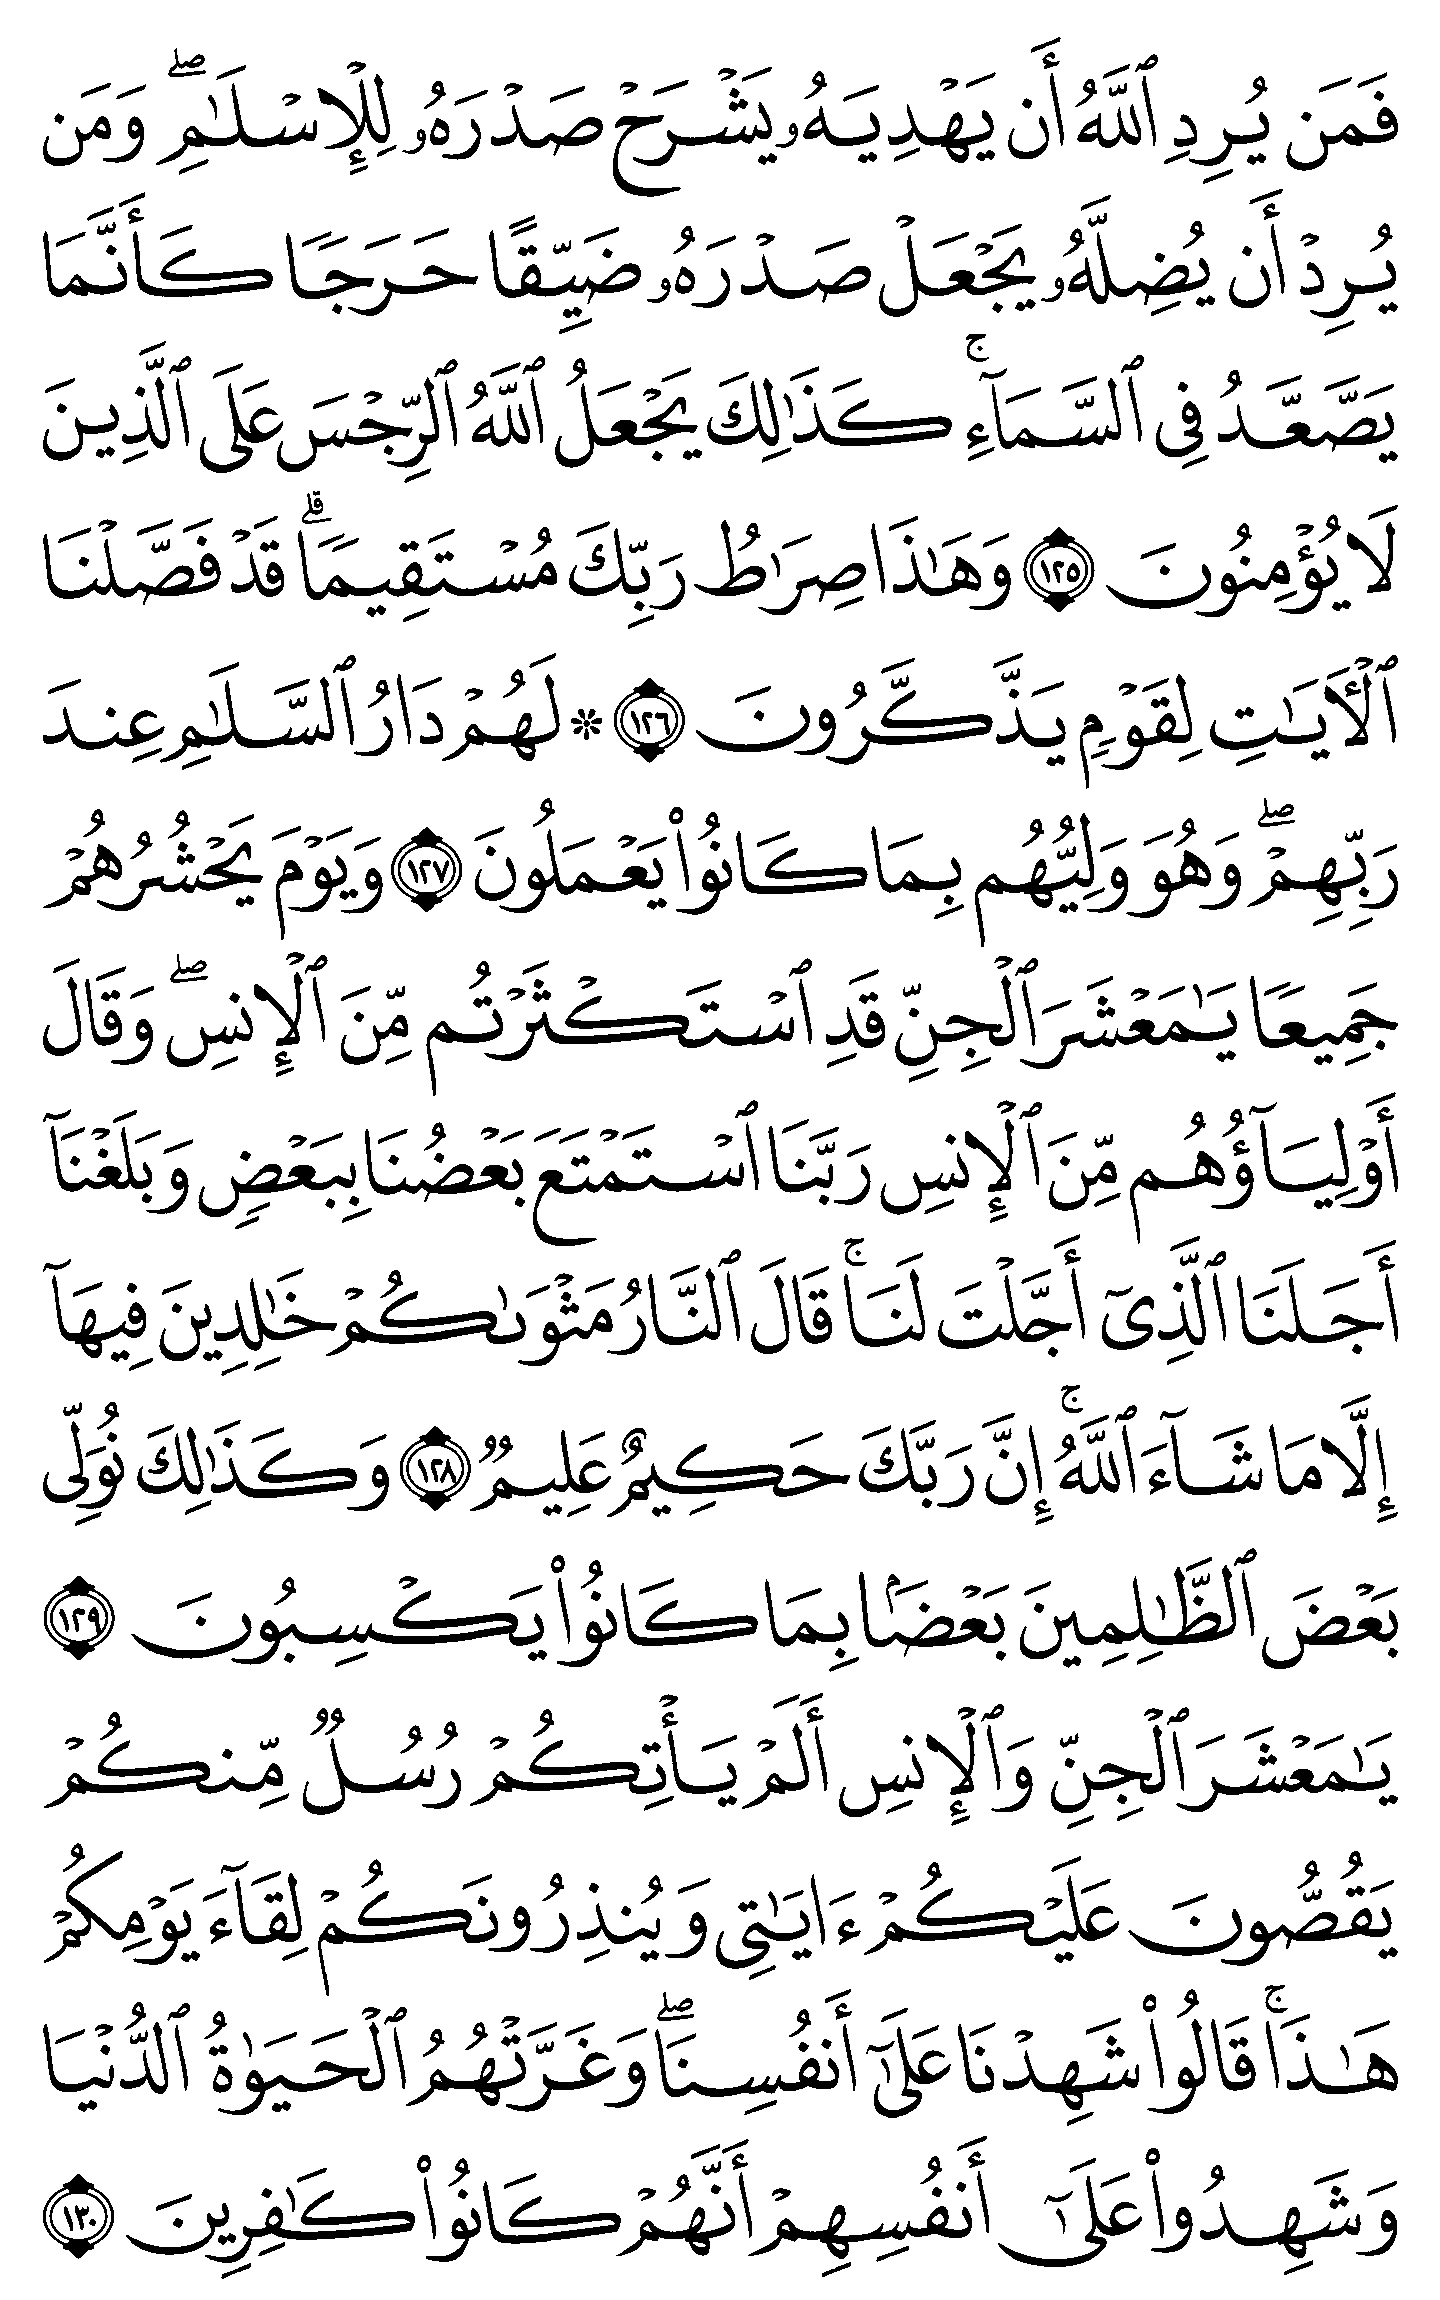 فَمَن يُرِدِ ٱللَّهُ أَن يَهْدِيَهُۥ يَشْرَحْ صَدْرَهُۥ لِلْإِسْلَٰمِ ۖ وَمَن
يُرِدْ أَن يُضِلَّهُۥ يَجْعَلْ صَدْرَهُۥ ضَيِّقًا حَرَجًا كَأَنَّمَا
يَصَّعَّدُ فِى ٱلسَّمَآءِ ۚ كَذَٰلِكَ يَجْعَلُ ٱللَّهُ ٱلرِّجْسَ عَلَى ٱلَّذِينَ
لَا يُؤْمِنُونَ ١٢٥ وَهَٰذَا صِرَٰطُ رَبِّكَ مُسْتَقِيمًا ۗ قَدْ فَصَّلْنَا
ٱلْـَٔايَٰتِ لِقَوْمٍ يَذَّكَّرُونَ ١٢٦ ۞ لَهُمْ دَارُ ٱلسَّلَٰمِ عِندَ
رَبِّهِمْ ۖ وَهُوَ وَلِيُّهُم بِمَا كَانُوا۟ يَعْمَلُونَ ١٢٧ وَيَوْمَ يَحْشُرُهُمْ
جَمِيعًا يَٰمَعْشَرَ ٱلْجِنِّ قَدِ ٱسْتَكْثَرْتُم مِّنَ ٱلْإِنسِ ۖ وَقَالَ
أَوْلِيَآؤُهُم مِّنَ ٱلْإِنسِ رَبَّنَا ٱسْتَمْتَعَ بَعْضُنَا بِبَعْضٍ وَبَلَغْنَآ
أَجَلَنَا ٱلَّذِىٓ أَجَّلْتَ لَنَا ۚ قَالَ ٱلنَّارُ مَثْوَىٰكُمْ خَٰلِدِينَ فِيهَآ
إِلَّا مَا شَآءَ ٱللَّهُ ۚ إِنَّ رَبَّكَ حَكِيمٌ عَلِيمٌ ١٢٨ وَكَذَٰلِكَ نُوَلِّى
بَعْضَ ٱلظَّٰلِمِينَ بَعْضًۢا بِمَا كَانُوا۟ يَكْسِبُونَ ١٢٩
يَٰمَعْشَرَ ٱلْجِنِّ وَٱلْإِنسِ أَلَمْ يَأْتِكُمْ رُسُلٌ مِّنكُمْ
يَقُصُّونَ عَلَيْكُمْ ءَايَٰتِى وَيُنذِرُونَكُمْ لِقَآءَ يَوْمِكُمْ
هَٰذَا ۚ قَالُوا۟ شَهِدْنَا عَلَىٰٓ أَنفُسِنَا ۖ وَغَرَّتْهُمُ ٱلْحَيَوٰةُ ٱلدُّنْيَا
وَشَهِدُوا۟ عَلَىٰٓ أَنفُسِهِمْ أَنَّهُمْ كَانُوا۟ كَٰفِرِينَ ١٣٠